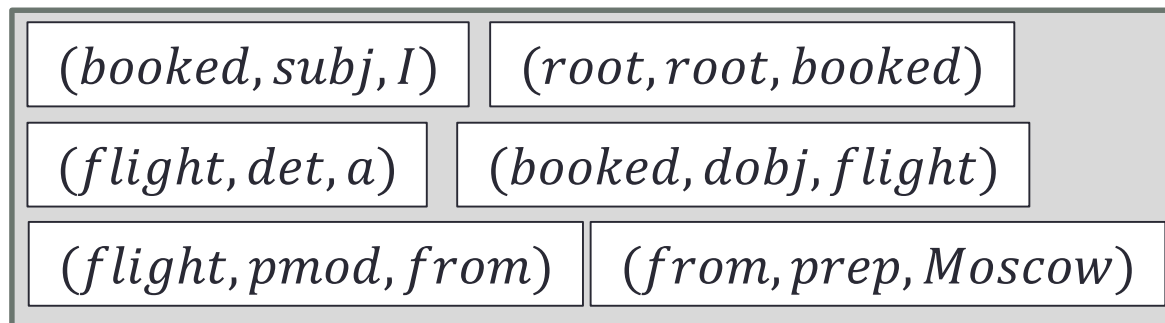 (booked, subj, I) (root, root, booked)
(flight, det, a) (booked, dobj, flight)
(flight, pmod, from) (from, prep, Moscow)